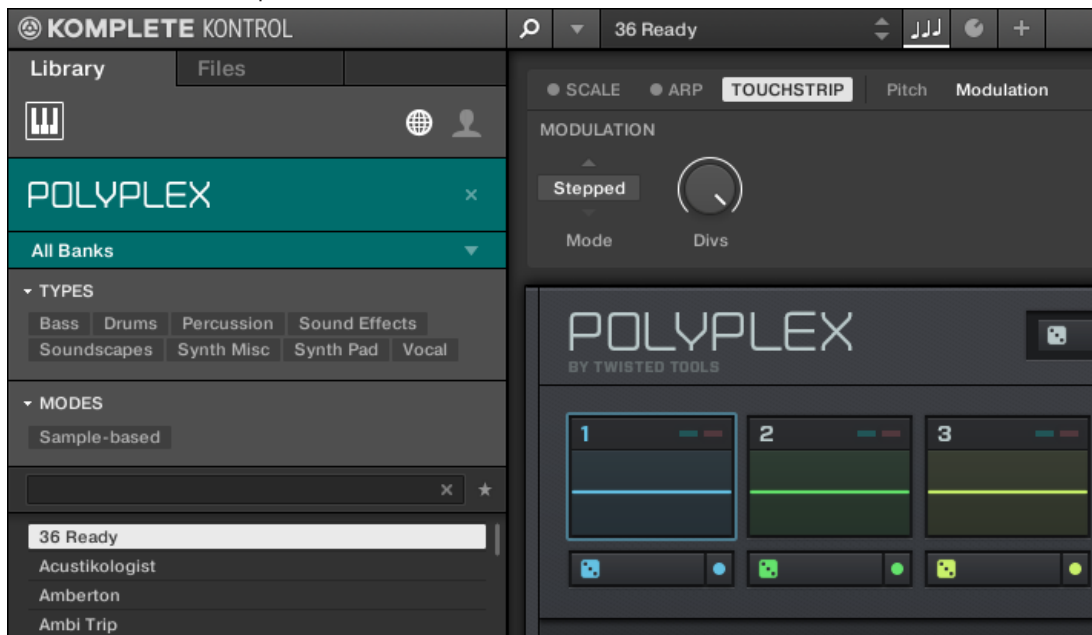 KOMPLETE KONTROL
36 Ready
Library Files
SCALE ARP TOUCHSTRIP Pitch Modulation
MODULATION
Stepped
Mode Divs
POLYPLEX
All Banks
TYPES
Bass Drums Percussion Sound Effects
Soundscapes Synth Misc Synth Pad Vocal
MODES
Sample-based
36 Ready
Acustikologist
Amberton
Ambi Trip
POLYPLEX
BY TWISTED TOOLS
1 2 3